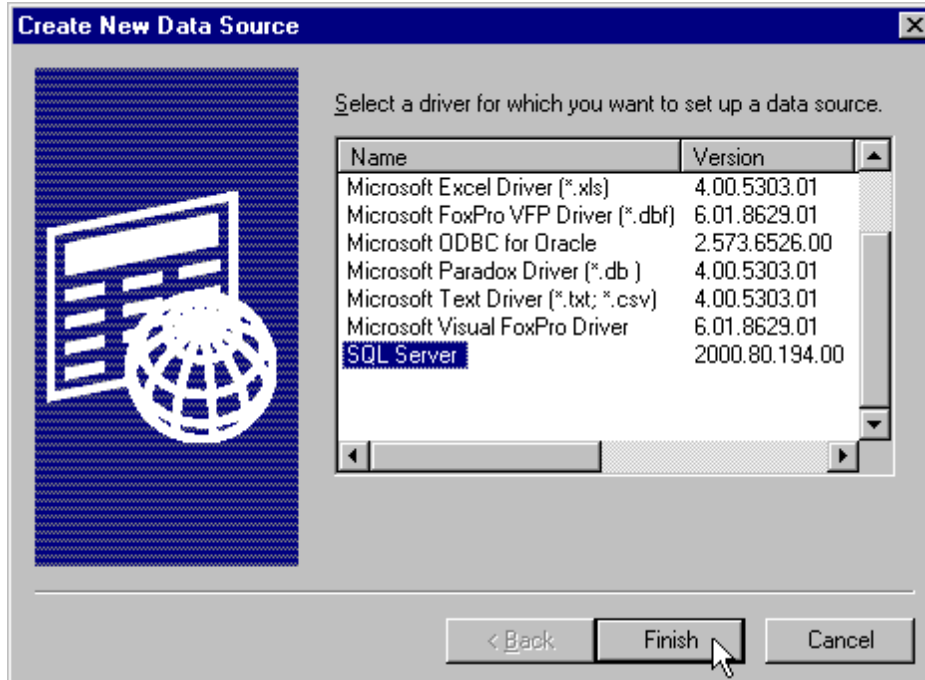 Create New Data Source
Select a driver for which you want to set up a data source.
Name Version
Microsoft Excel Driver (*.xls) 4.00.5303.01
Microsoft FoxPro VFP Driver (*.dbf) 6.01.8629.01
Microsoft ODBC for Oracle 2.573.6526.00
Microsoft Paradox Driver (*.db ) 4.00.5303.01
Microsoft Text Driver (*.txt; *.csv) 4.00.5303.01
Microsoft Visual FoxPro Driver 6.01.8629.01
SQL Server 2000.80.194.00
< Back Finish Cancel